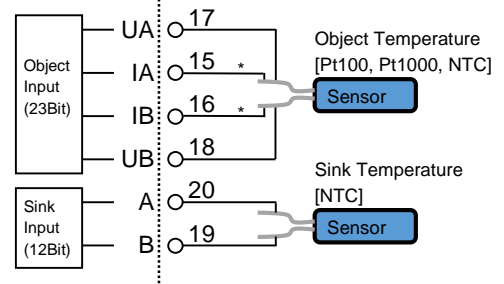 UA 17
Object Temperature
[Pt100, Pt1000, NTC]
Object
Input
(23Bit)
IA 15 *
Sensor
IB 16 *
UB 18
Sink Temperature
[NTC]
A 20
Sink
Input
(12Bit)
Sensor
B 19